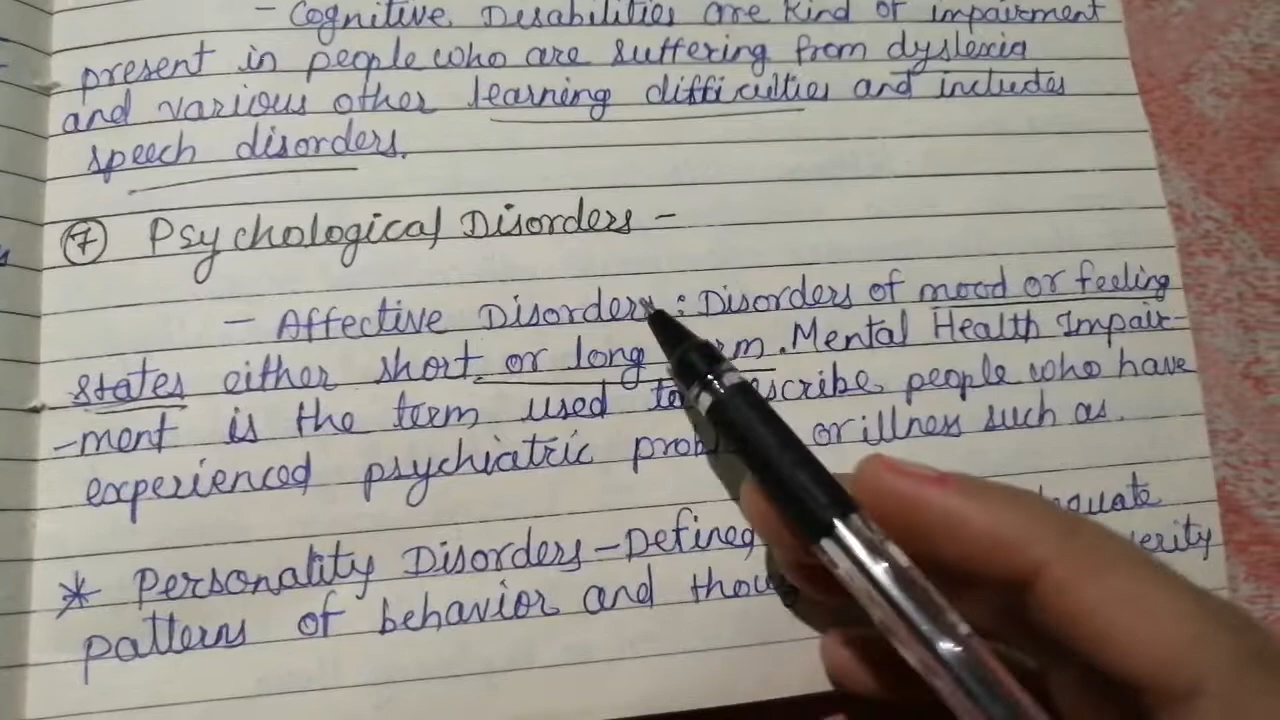 - Cognitive Disabilities are kind of impairment
present in people who are suffering from dyslexia
and various other learning difficulties and includes
speech disorders.
7 Psychological Disorders -
- Affective Disorders : Disorders of mood or feeling
states either short or long. Mental Health Impair-
-ment is the term used to people who have
experienced psychiatric or illness such as.
* Personality Disorders - Defined
pattern of behavior and